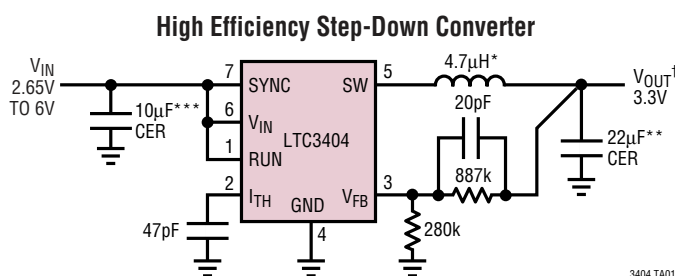 High Efficiency Step-Down Converter
VIN
2.65V
TO 6V
10µF***
CER
7
6
1
2
SYNC
VIN
RUN
ITH
SW
LTC3404
VFB
GND
4
5
3
47pF
4.7µH*
20pF
887k
280k
VOUT†
3.3V
22µF**
CER
3404 TA01